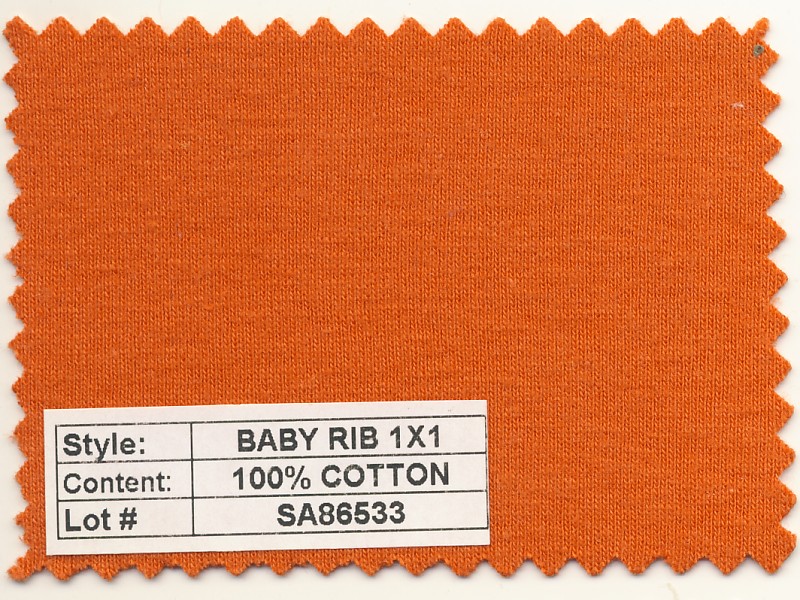 Style: BABY RIB 1X1
Content: 100% COTTON
Lot # SA86533